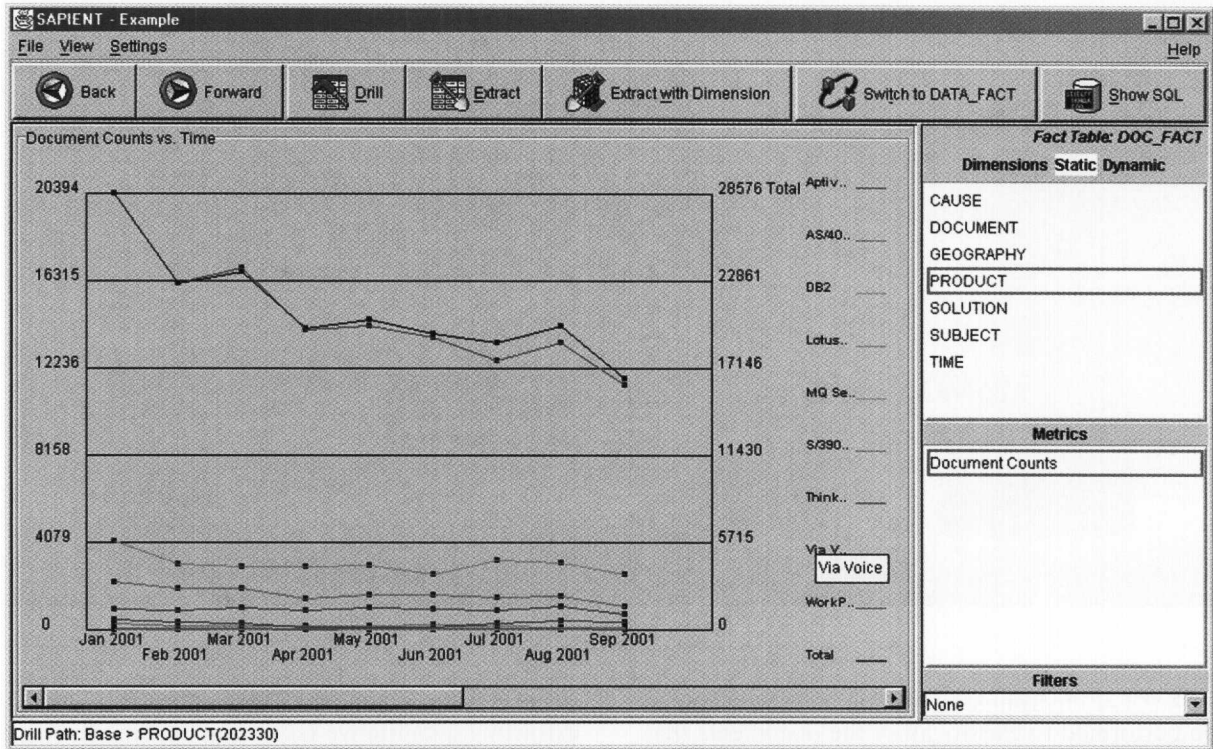 SAPIENT - Example
File View Settings Help
Back Forward Drill Extract Extract with Dimension Switch to DATA_FACT Show SQL
Document Counts vs. Time
20394
16315
12236
8158
4079
0
28576 Total
22861
17146
11430
5715
0
Jan 2001 Mar 2001 May 2001 Jul 2001 Sep 2001
Feb 2001 Apr 2001 Jun 2001 Aug 2001
Aptiv..
AS/40..
DB2
Lotus..
MQ Se..
S/390..
Think..
Via V..
Via Voice
WorkP..
Total
Fact Table: DOC_FACT
Dimensions Static Dynamic
CAUSE
DOCUMENT
GEOGRAPHY
PRODUCT
SOLUTION
SUBJECT
TIME
Metrics
Document Counts
Filters
None
Drill Path: Base > PRODUCT(202330)